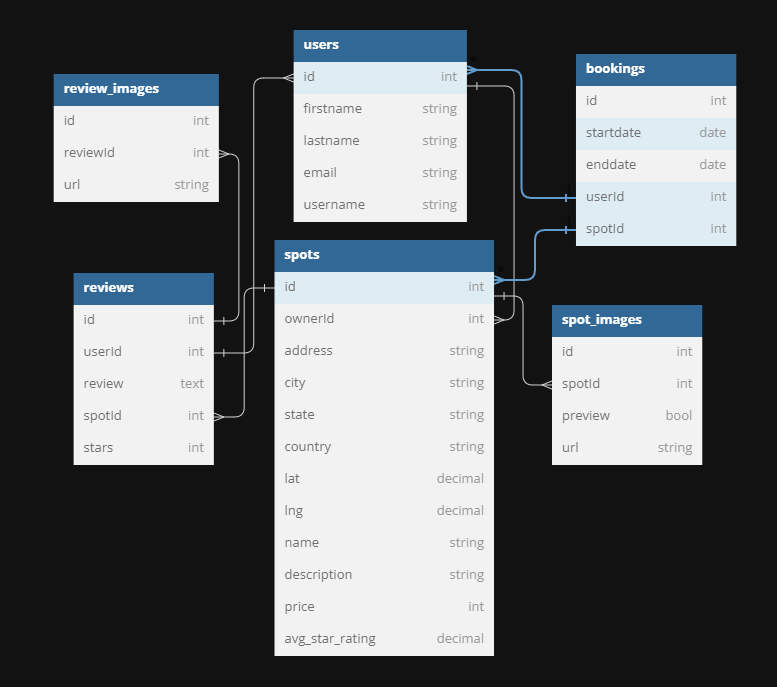 users
id int
firstname string
lastname string
email string
username string
bookings
id int
startdate date
enddate date
userId int
spotId int
review_images
id int
reviewId int
url string
spots
id int
ownerId int
address string
city string
state string
country string
lat decimal
lng decimal
name string
description string
price int
avg_star_rating decimal
reviews
id int
userId int
review text
spotId int
stars int
spot_images
id int
spotId int
preview bool
url string